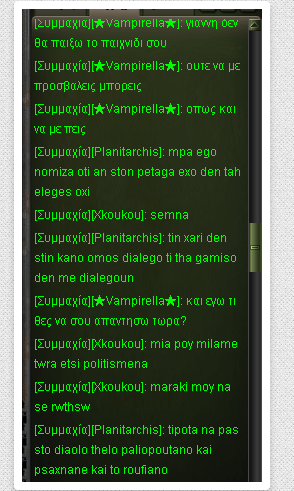 [Συμμαχία][★Vampirella★]: γιαννη δεν
θα παιξω το παιχνιδι σου
[Συμμαχία][★Vampirella★]: ουτε να με
προσβαλεις μπορεις
[Συμμαχία][★Vampirella★]: οπως και
να με πεις
[Συμμαχία][Planitarchis]: mpa ego
nomiza oti an ston petaga exo den tah
eleges oxi
[Συμμαχία][Xkoukou]: semna
[Συμμαχία][Planitarchis]: tin xari den
stin kano omos dialego ti tha gamiso
den me dialegoun
[Συμμαχία][★Vampirella★]: και εγω τι
θες να σου απαντησω τωρα?
[Συμμαχία][Xkoukou]: mia poy milame
twra etsi politismena
[Συμμαχία][Xkoukou]: maraki moy na
se rwthsw
[Συμμαχία][Planitarchis]: tipota na pas
sto diaolo thelo paliopoutano kai
psaxnane kai to roufiano